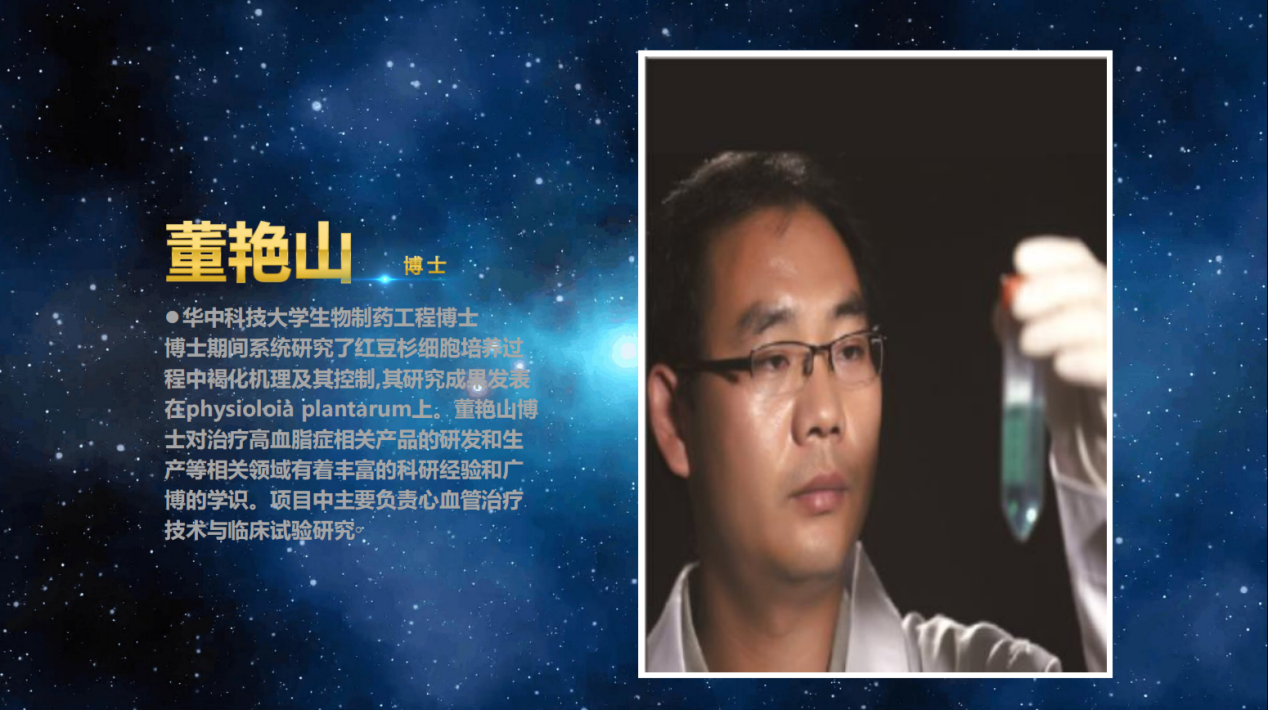 董艳山 博士
●华中科技大学生物制药工程博士
博士期间系统研究了红豆杉细胞培养过
程中褐化机理及其控制,其研究成果发表
在physioloià plantarum上。董艳山博
士对治疗高血脂症相关产品的研发和生
产等相关领域有着丰富的科研经验和广
博的学识。项目中主要负责心血管治疗
技术与临床试验研究。